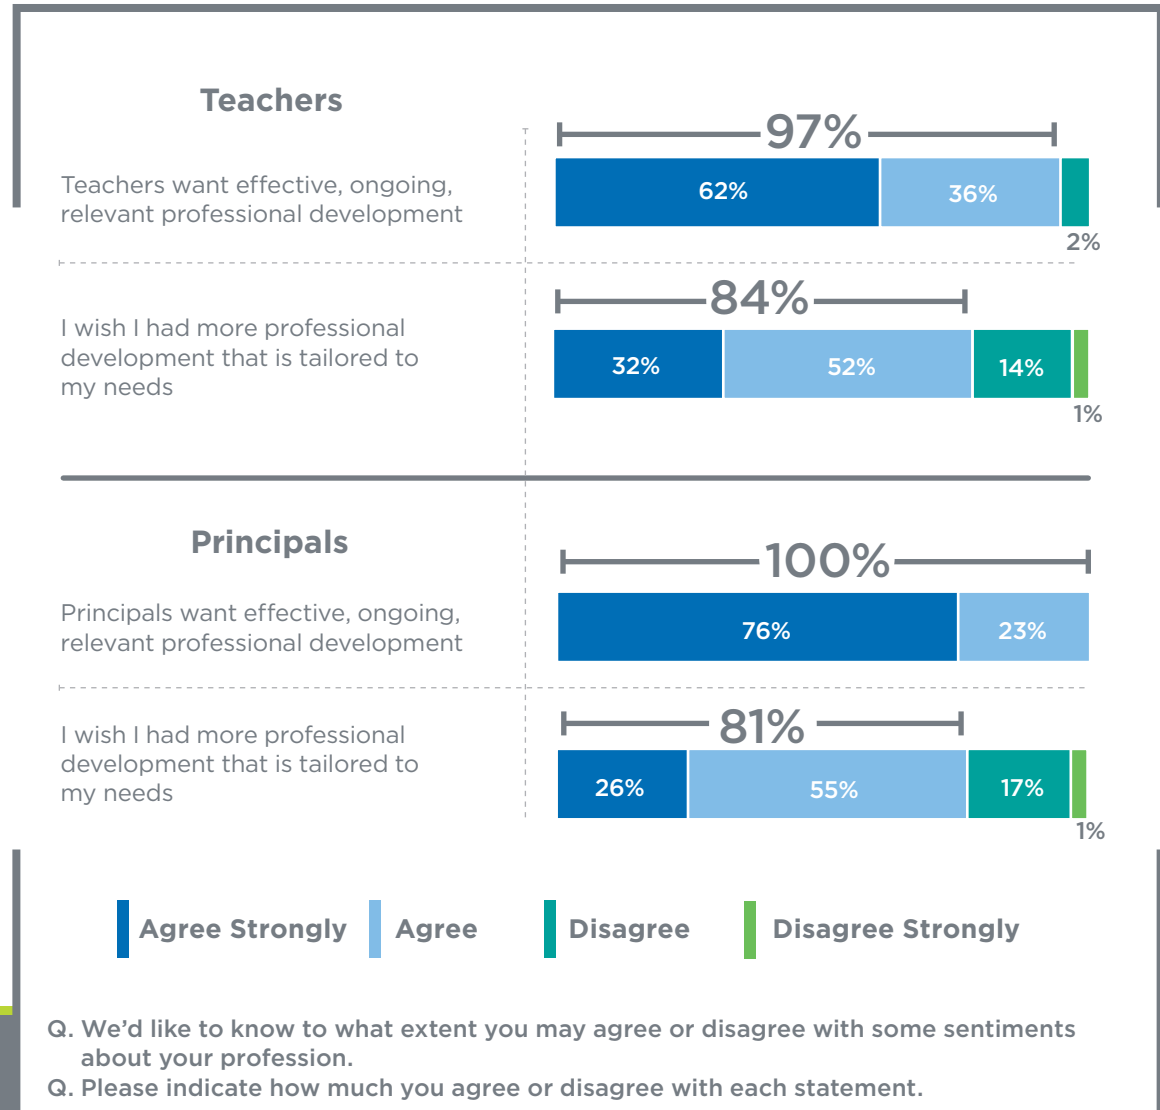 Teachers
97%
Teachers want effective, ongoing,
relevant professional development
62%
36%
2%
84%
I wish I had more professional
development that is tailored to
my needs
32%
52%
14%
1%
Principals
100%
Principals want effective, ongoing,
relevant professional development
76%
23%
81%
I wish I had more professional
development that is tailored to
my needs
26%
55%
17%
1%
Agree Strongly
Agree
Disagree
Disagree Strongly
Q. We’d like to know to what extent you may agree or disagree with some sentiments
about your profession.
Q. Please indicate how much you agree or disagree with each statement.